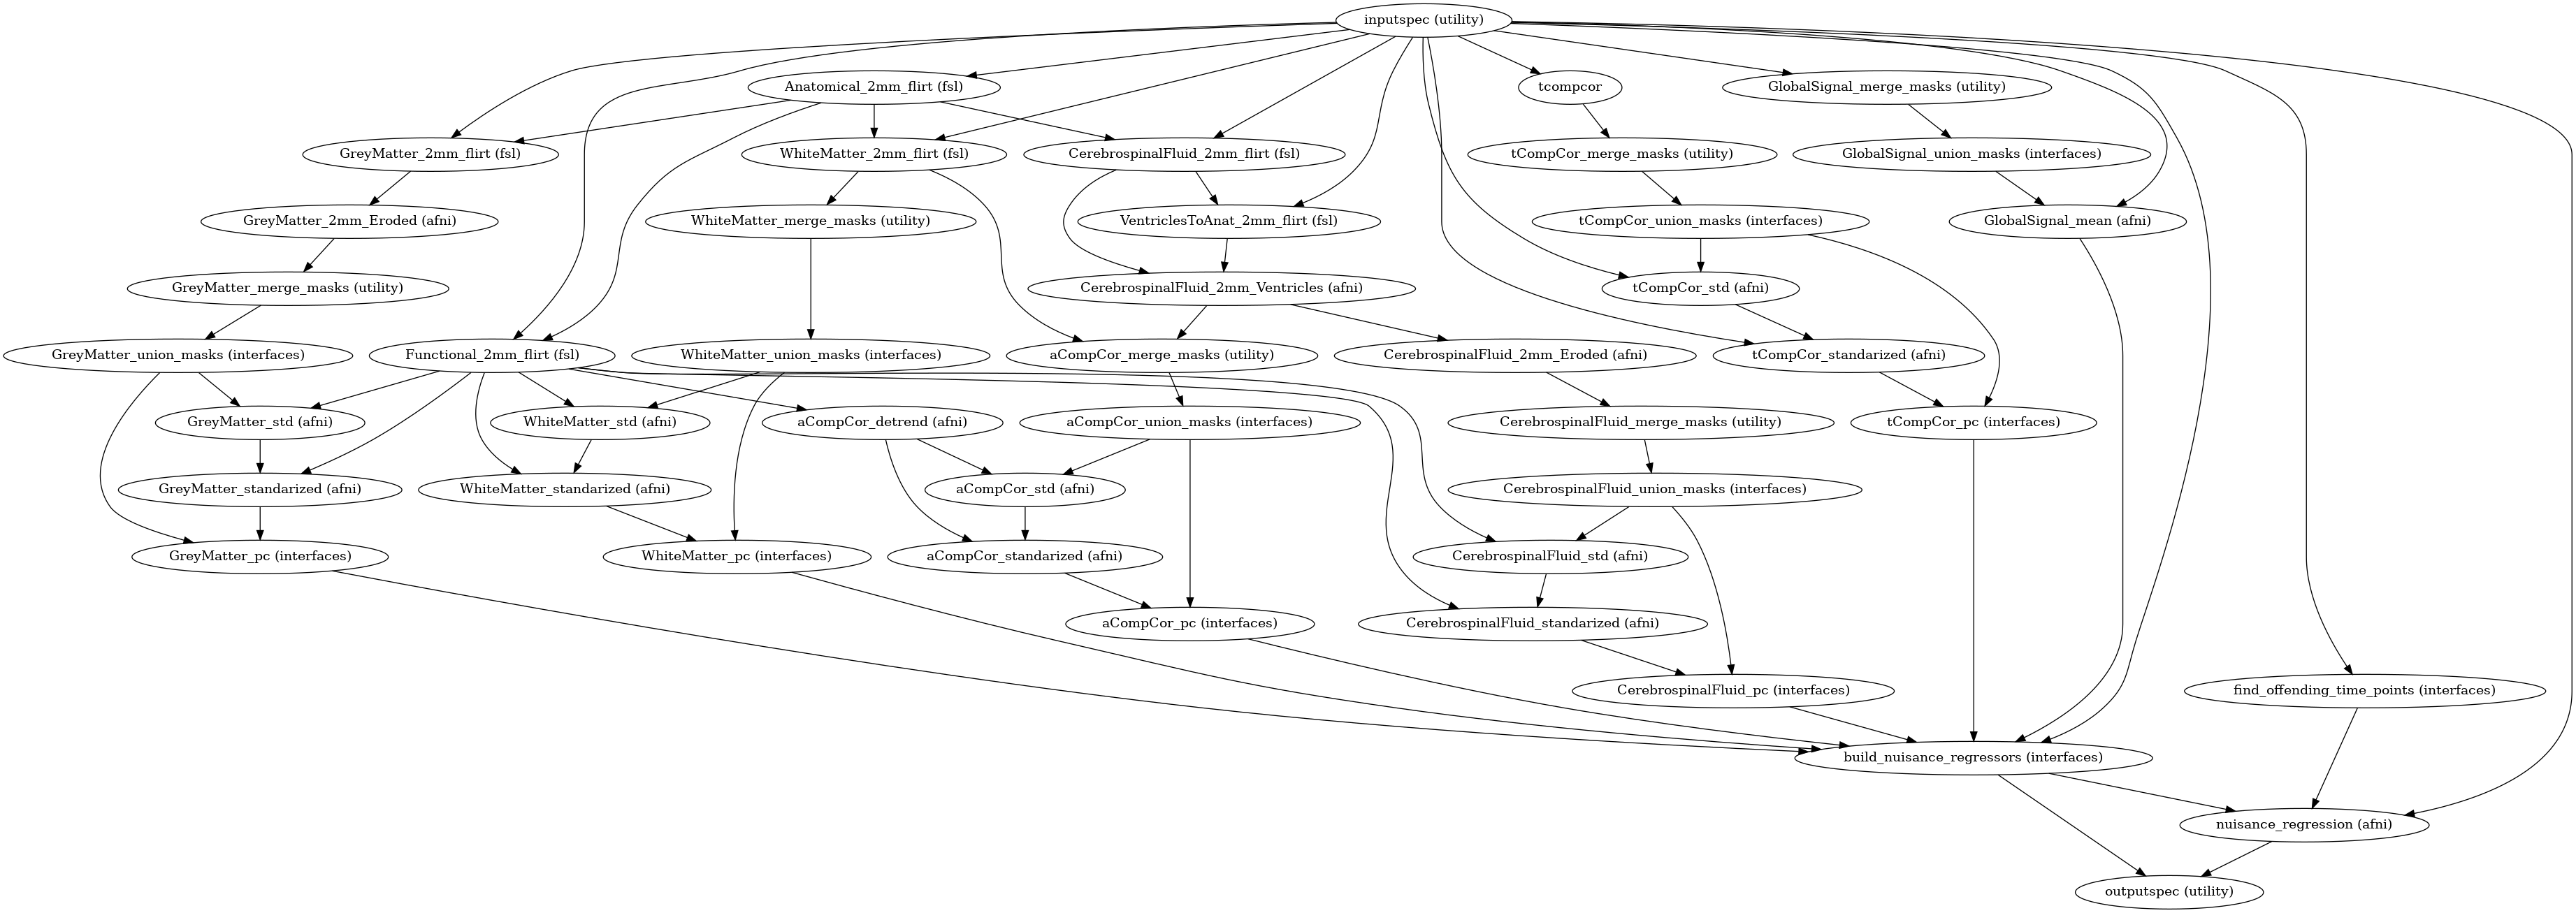 inputspec (utility)
Anatomical_2mm_flirt (fsl)
tcompcor
GlobalSignal_merge_masks (utility)
GreyMatter_2mm_flirt (fsl)
WhiteMatter_2mm_flirt (fsl)
CerebrospinalFluid_2mm_flirt (fsl)
tCompCor_merge_masks (utility)
GlobalSignal_union_masks (interfaces)
GreyMatter_2mm_Eroded (afni)
WhiteMatter_merge_masks (utility)
VentriclesToAnat_2mm_flirt (fsl)
tCompCor_union_masks (interfaces)
GlobalSignal_mean (afni)
GreyMatter_merge_masks (utility)
CerebrospinalFluid_2mm_Ventricles (afni)
tCompCor_std (afni)
GreyMatter_union_masks (interfaces)
Functional_2mm_flirt (fsl)
WhiteMatter_union_masks (interfaces)
aCompCor_merge_masks (utility)
CerebrospinalFluid_2mm_Eroded (afni)
tCompCor_standarized (afni)
GreyMatter_std (afni)
WhiteMatter_std (afni)
aCompCor_detrend (afni)
aCompCor_union_masks (interfaces)
CerebrospinalFluid_merge_masks (utility)
tCompCor_pc (interfaces)
GreyMatter_standarized (afni)
WhiteMatter_standarized (afni)
aCompCor_std (afni)
CerebrospinalFluid_union_masks (interfaces)
GreyMatter_pc (interfaces)
WhiteMatter_pc (interfaces)
aCompCor_standarized (afni)
CerebrospinalFluid_std (afni)
aCompCor_pc (interfaces)
CerebrospinalFluid_standarized (afni)
CerebrospinalFluid_pc (interfaces)
find_offending_time_points (interfaces)
build_nuisance_regressors (interfaces)
nuisance_regression (afni)
outputspec (utility)